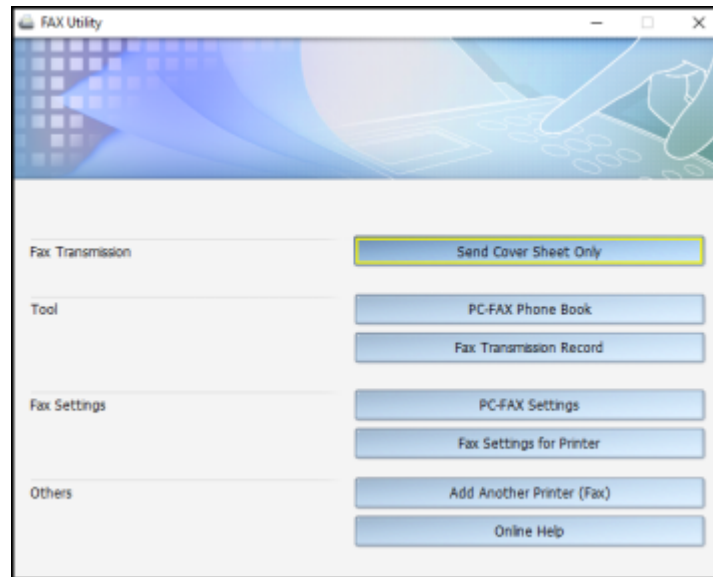 FAX Utility
Fax Transmission
Send Cover Sheet Only
Tool
PC-FAX Phone Book
Fax Transmission Record
Fax Settings
PC-FAX Settings
Fax Settings for Printer
Others
Add Another Printer (Fax)
Online Help